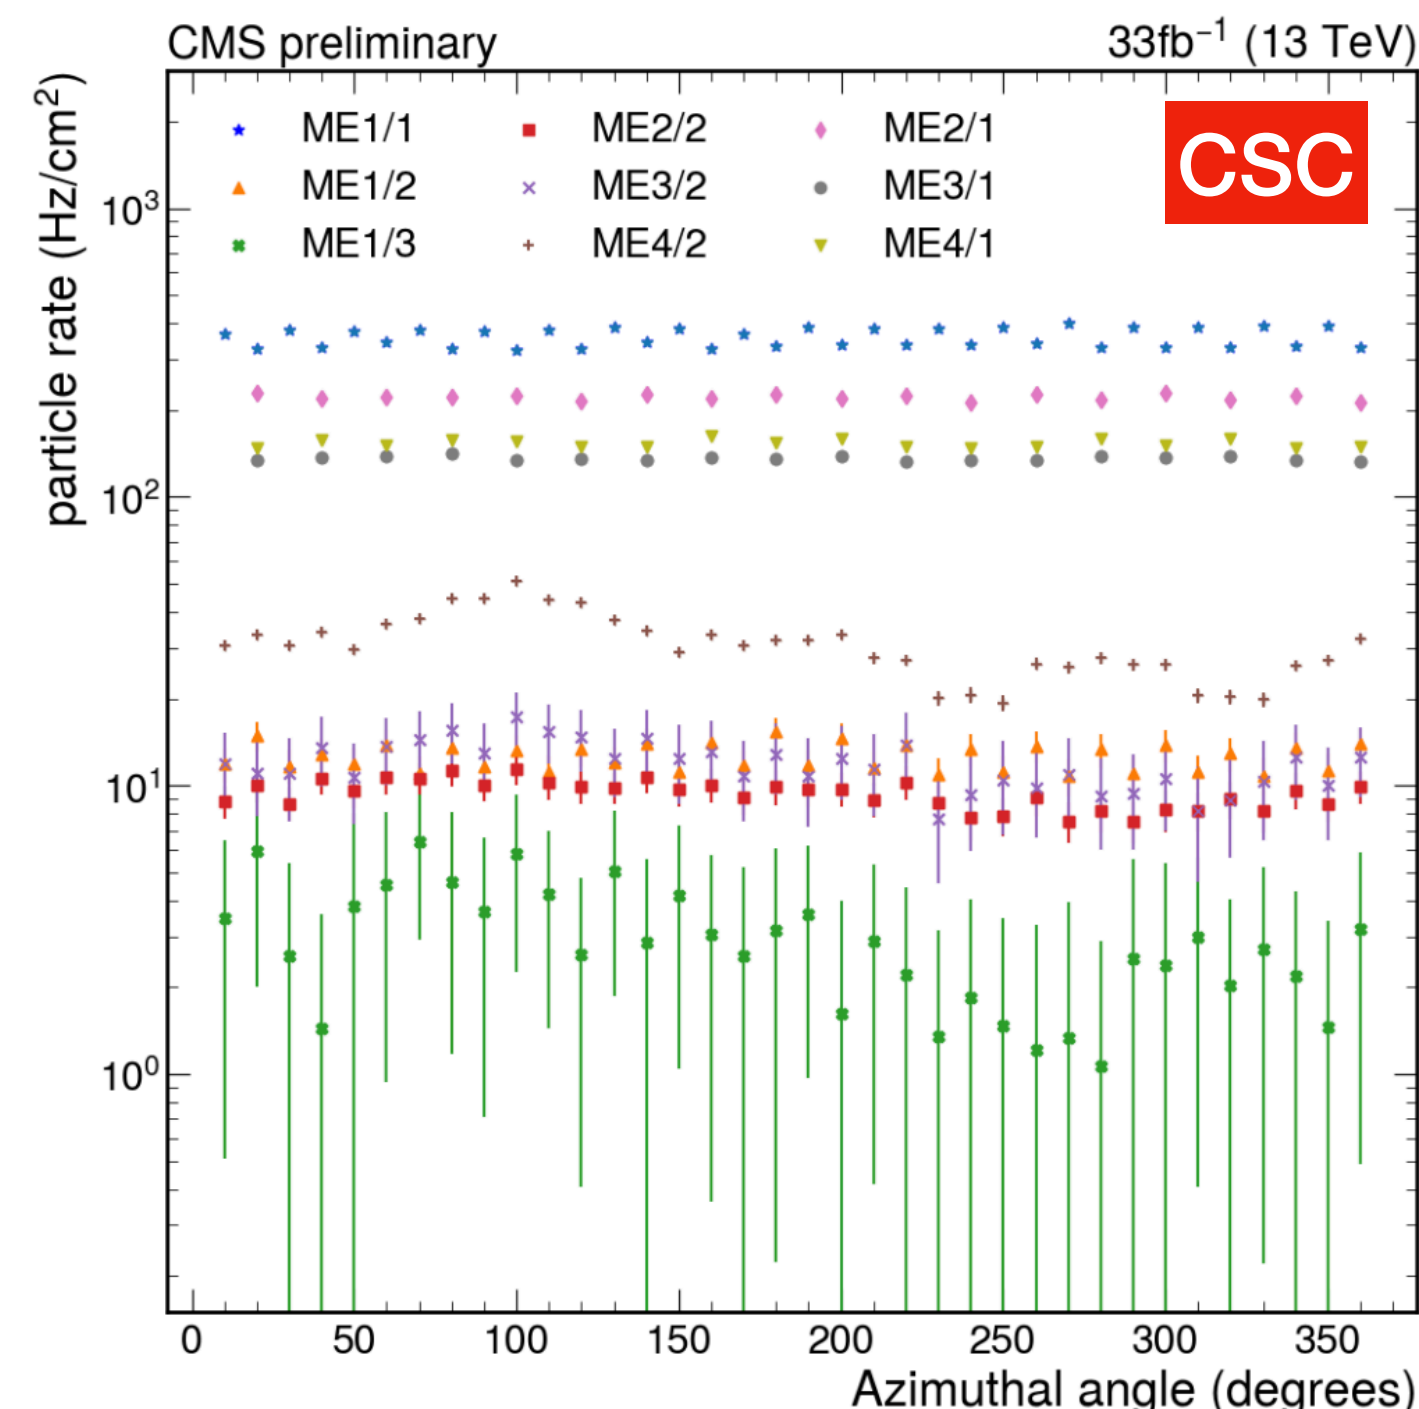 CMS preliminary 33fb⁻¹ (13 TeV)
ME1/1 ME2/2 ME2/1
ME1/2 ME3/2 ME3/1
ME1/3 ME4/2 ME4/1
CSC
particle rate (Hz/cm²)
10³
10²
10¹
10⁰
0 50 100 150 200 250 300 350
Azimuthal angle (degrees)